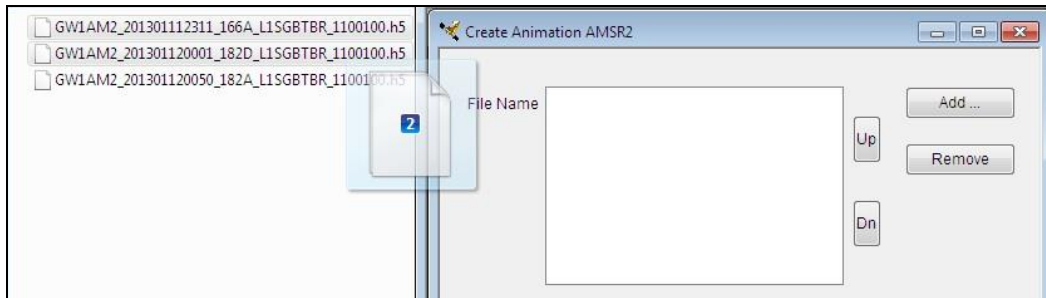 GW1AM2_201301112311_166A_L1SGBTBR_1100100.h5
GW1AM2_201301120001_182D_L1SGBTBR_1100100.h5
GW1AM2_201301120050_182A_L1SGBTBR_1100100.h5
2
Create Animation AMSR2
File Name
Add ...
Up
Remove
Dn